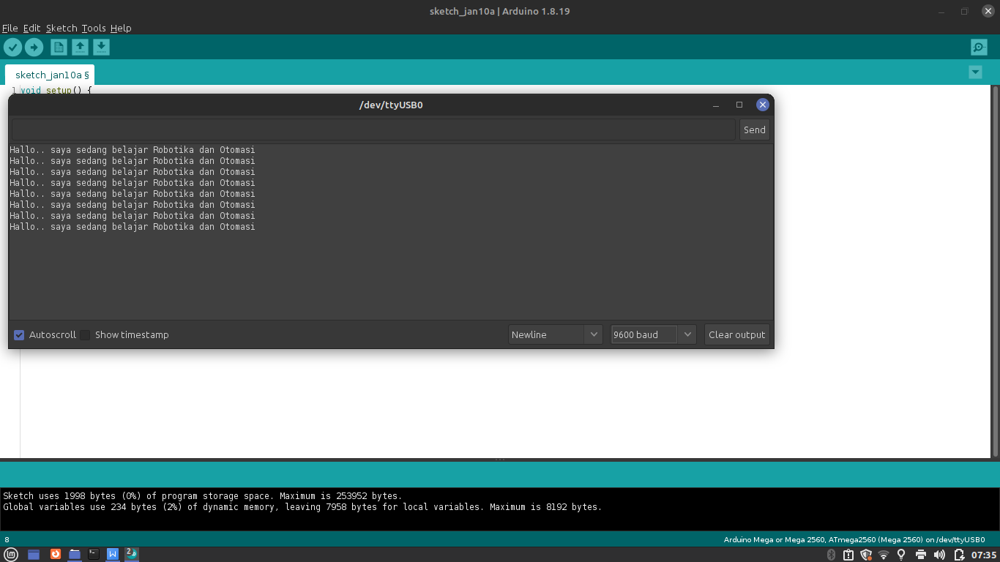 sketch_jan10a | Arduino 1.8.19
File Edit Sketch Tools Help
sketch_jan10a §
1 void setup() {
/dev/ttyUSB0
Send
Hallo.. saya sedang belajar Robotika dan Otomasi
Hallo.. saya sedang belajar Robotika dan Otomasi
Hallo.. saya sedang belajar Robotika dan Otomasi
Hallo.. saya sedang belajar Robotika dan Otomasi
Hallo.. saya sedang belajar Robotika dan Otomasi
Hallo.. saya sedang belajar Robotika dan Otomasi
Hallo.. saya sedang belajar Robotika dan Otomasi
Hallo.. saya sedang belajar Robotika dan Otomasi
Autoscroll Show timestamp Newline 9600 baud Clear output
Sketch uses 1998 bytes (0%) of program storage space. Maximum is 253952 bytes.
Global variables use 234 bytes (2%) of dynamic memory, leaving 7958 bytes for local variables. Maximum is 8192 bytes.
8 Arduino Mega or Mega 2560, ATmega2560 (Mega 2560) on /dev/ttyUSB0
W 2 07:35